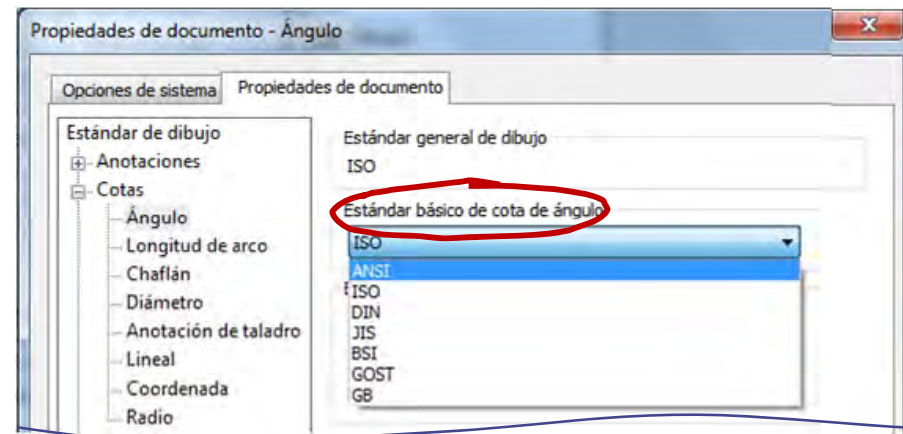 Propiedades de documento - Ángulo
Opciones de sistema
Propiedades de documento
Estándar de dibujo
Anotaciones
Cotas
Ángulo
Longitud de arco
Chaflán
Diámetro
Anotación de taladro
Lineal
Coordenada
Radio
Estándar general de dibujo
ISO
Estándar básico de cota de ángulo
ISO
ANSI
ISO
DIN
JIS
BSI
GOST
GB